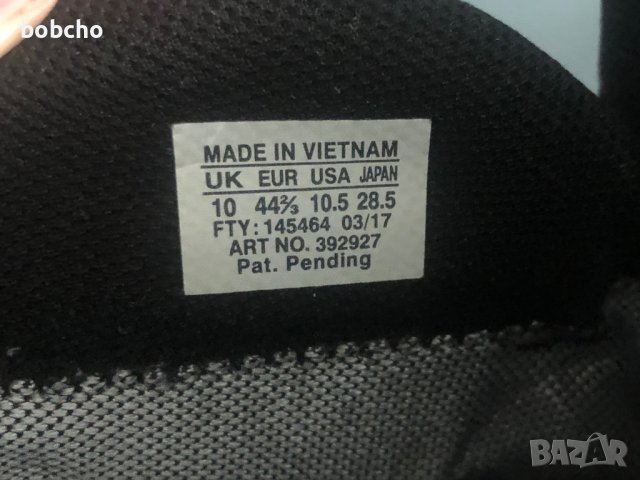 bobcho
MADE IN VIETNAM
UK EUR USA JAPAN
10 44⅔ 10.5 28.5
FTY: 145464 03/17
ART NO. 392927
Pat. Pending
BAZAR